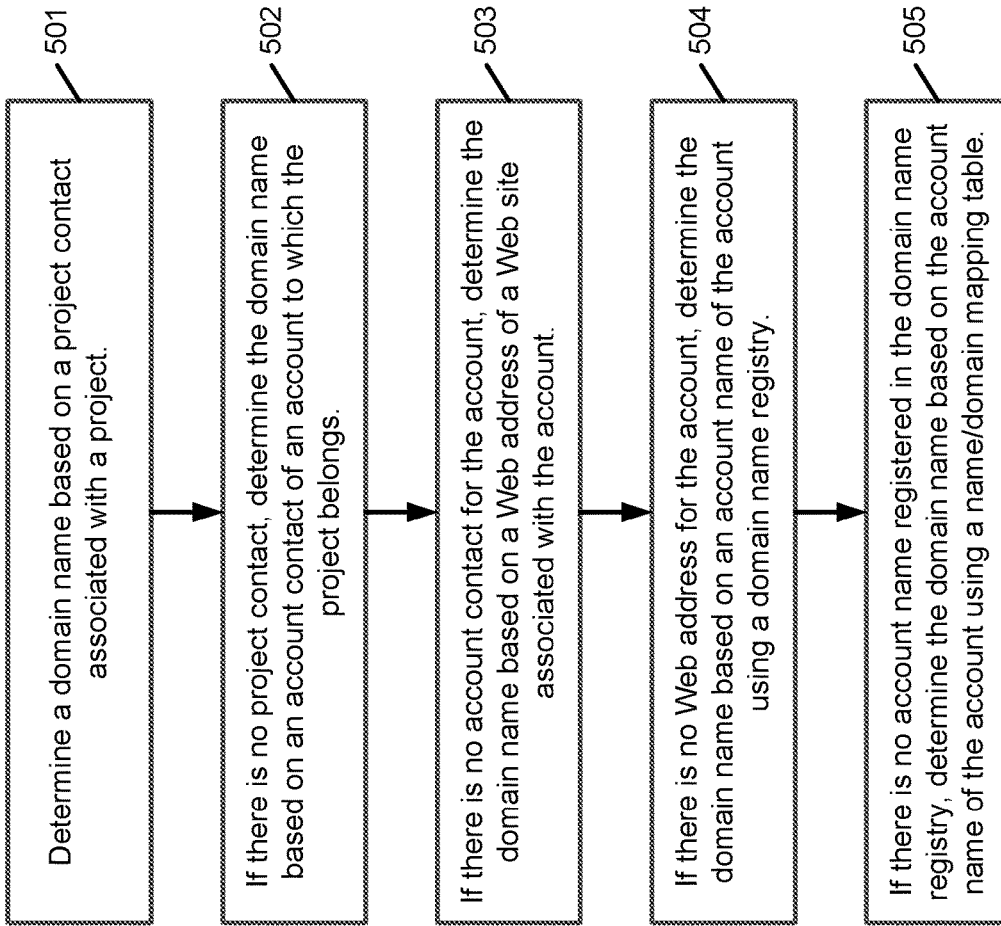 Determine a domain name based on a project contact
associated with a project.
501
If there is no project contact, determine the domain name
based on an account contact of an account to which the
project belongs.
502
If there is no account contact for the account, determine the
domain name based on a Web address of a Web site
associated with the account.
503
If there is no Web address for the account, determine the
domain name based on an account name of the account
using a domain name registry.
504
If there is no account name registered in the domain name
registry, determine the domain name based on the account
name of the account using a name/domain mapping table.
505